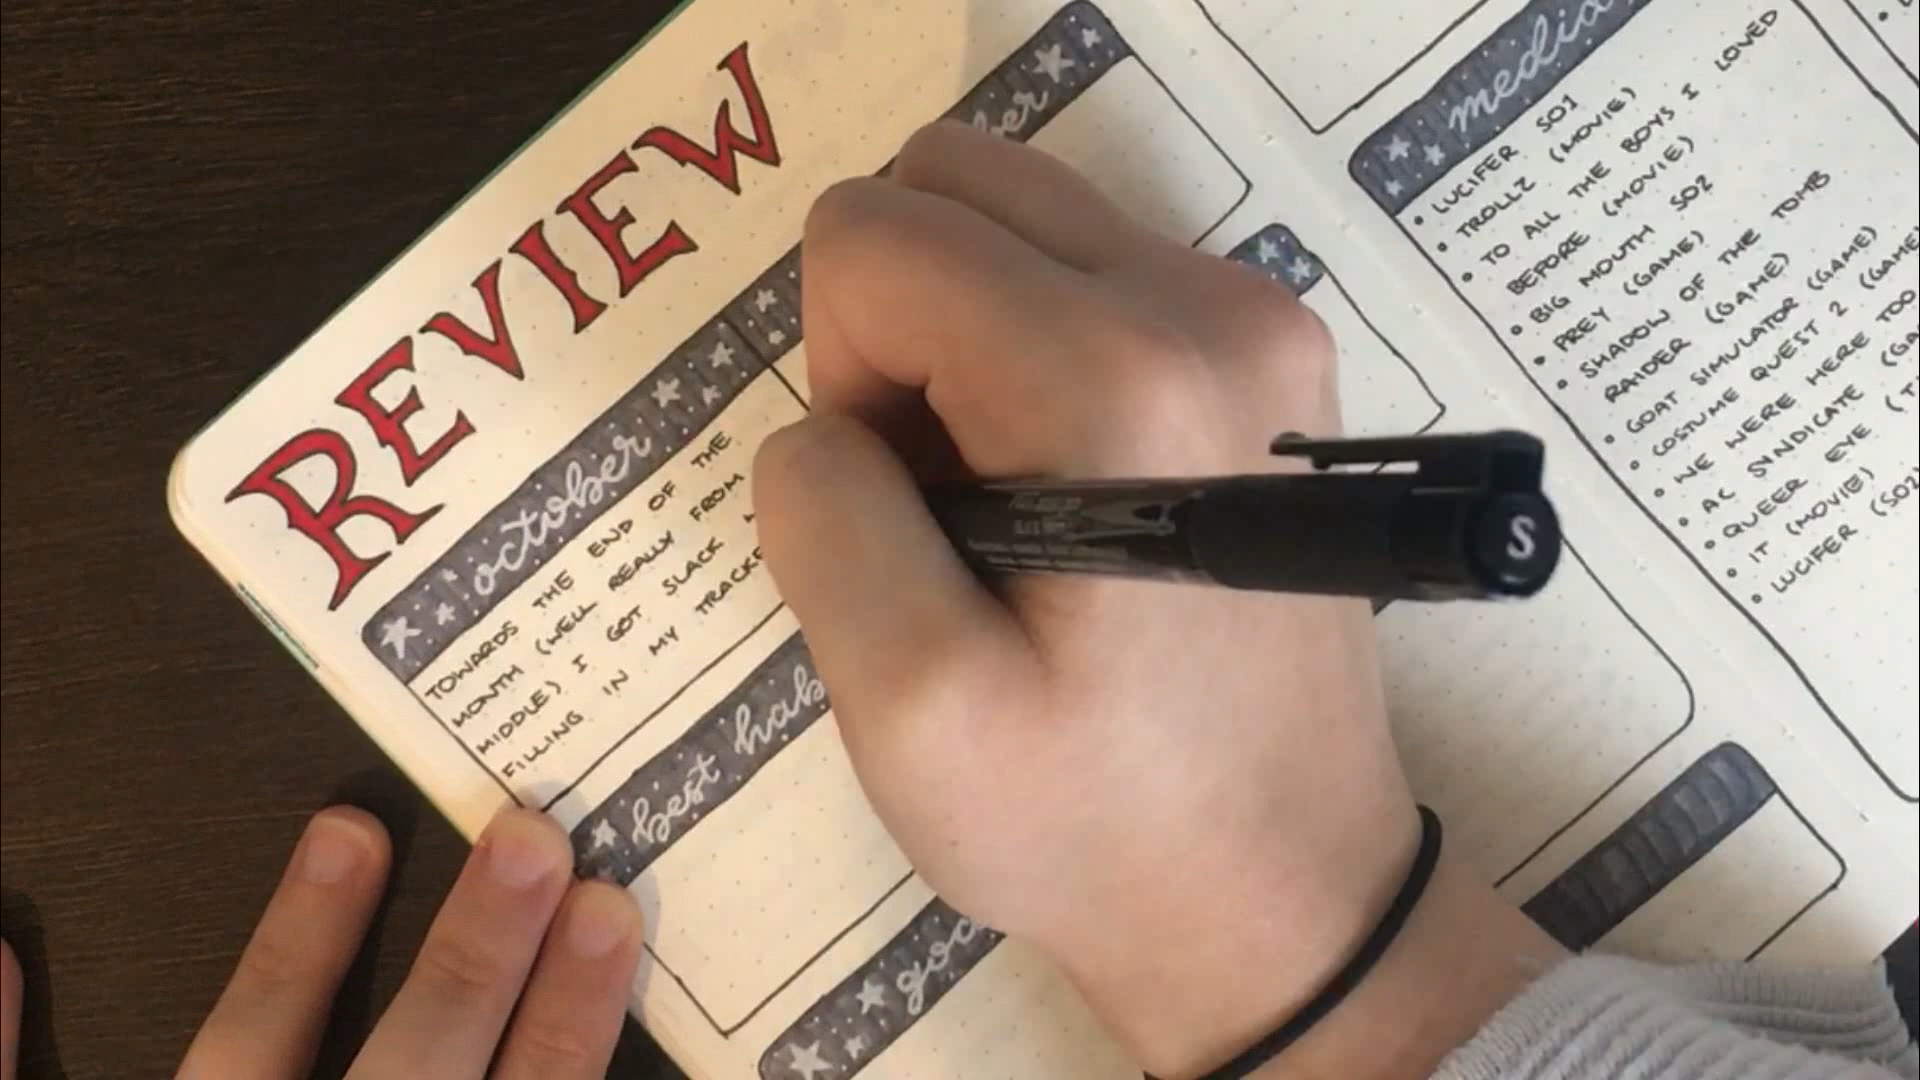 REVIEW
october
TOWARDS THE END OF THE
MONTH (WELL REALLY FROM
MIDDLE) I GOT SLACK
FILLING IN MY
best
media
• LUCIFER S01
• TROLLZ (MOVIE)
• TO ALL THE BOYS I LOVED
BEFORE (MOVIE)
• BIG MOUTH S02
• PREY (GAME)
• SHADOW OF THE TOMB
RAIDER (GAME)
• GOAT SIMULATOR (GAME)
• COSTUME QUEST 2 (GAME
• WE WERE HERE TOO
• AC SYNDICATE (GA
• QUEER EYE (T
• IT (MOVIE)
• LUCIFER (S02
S